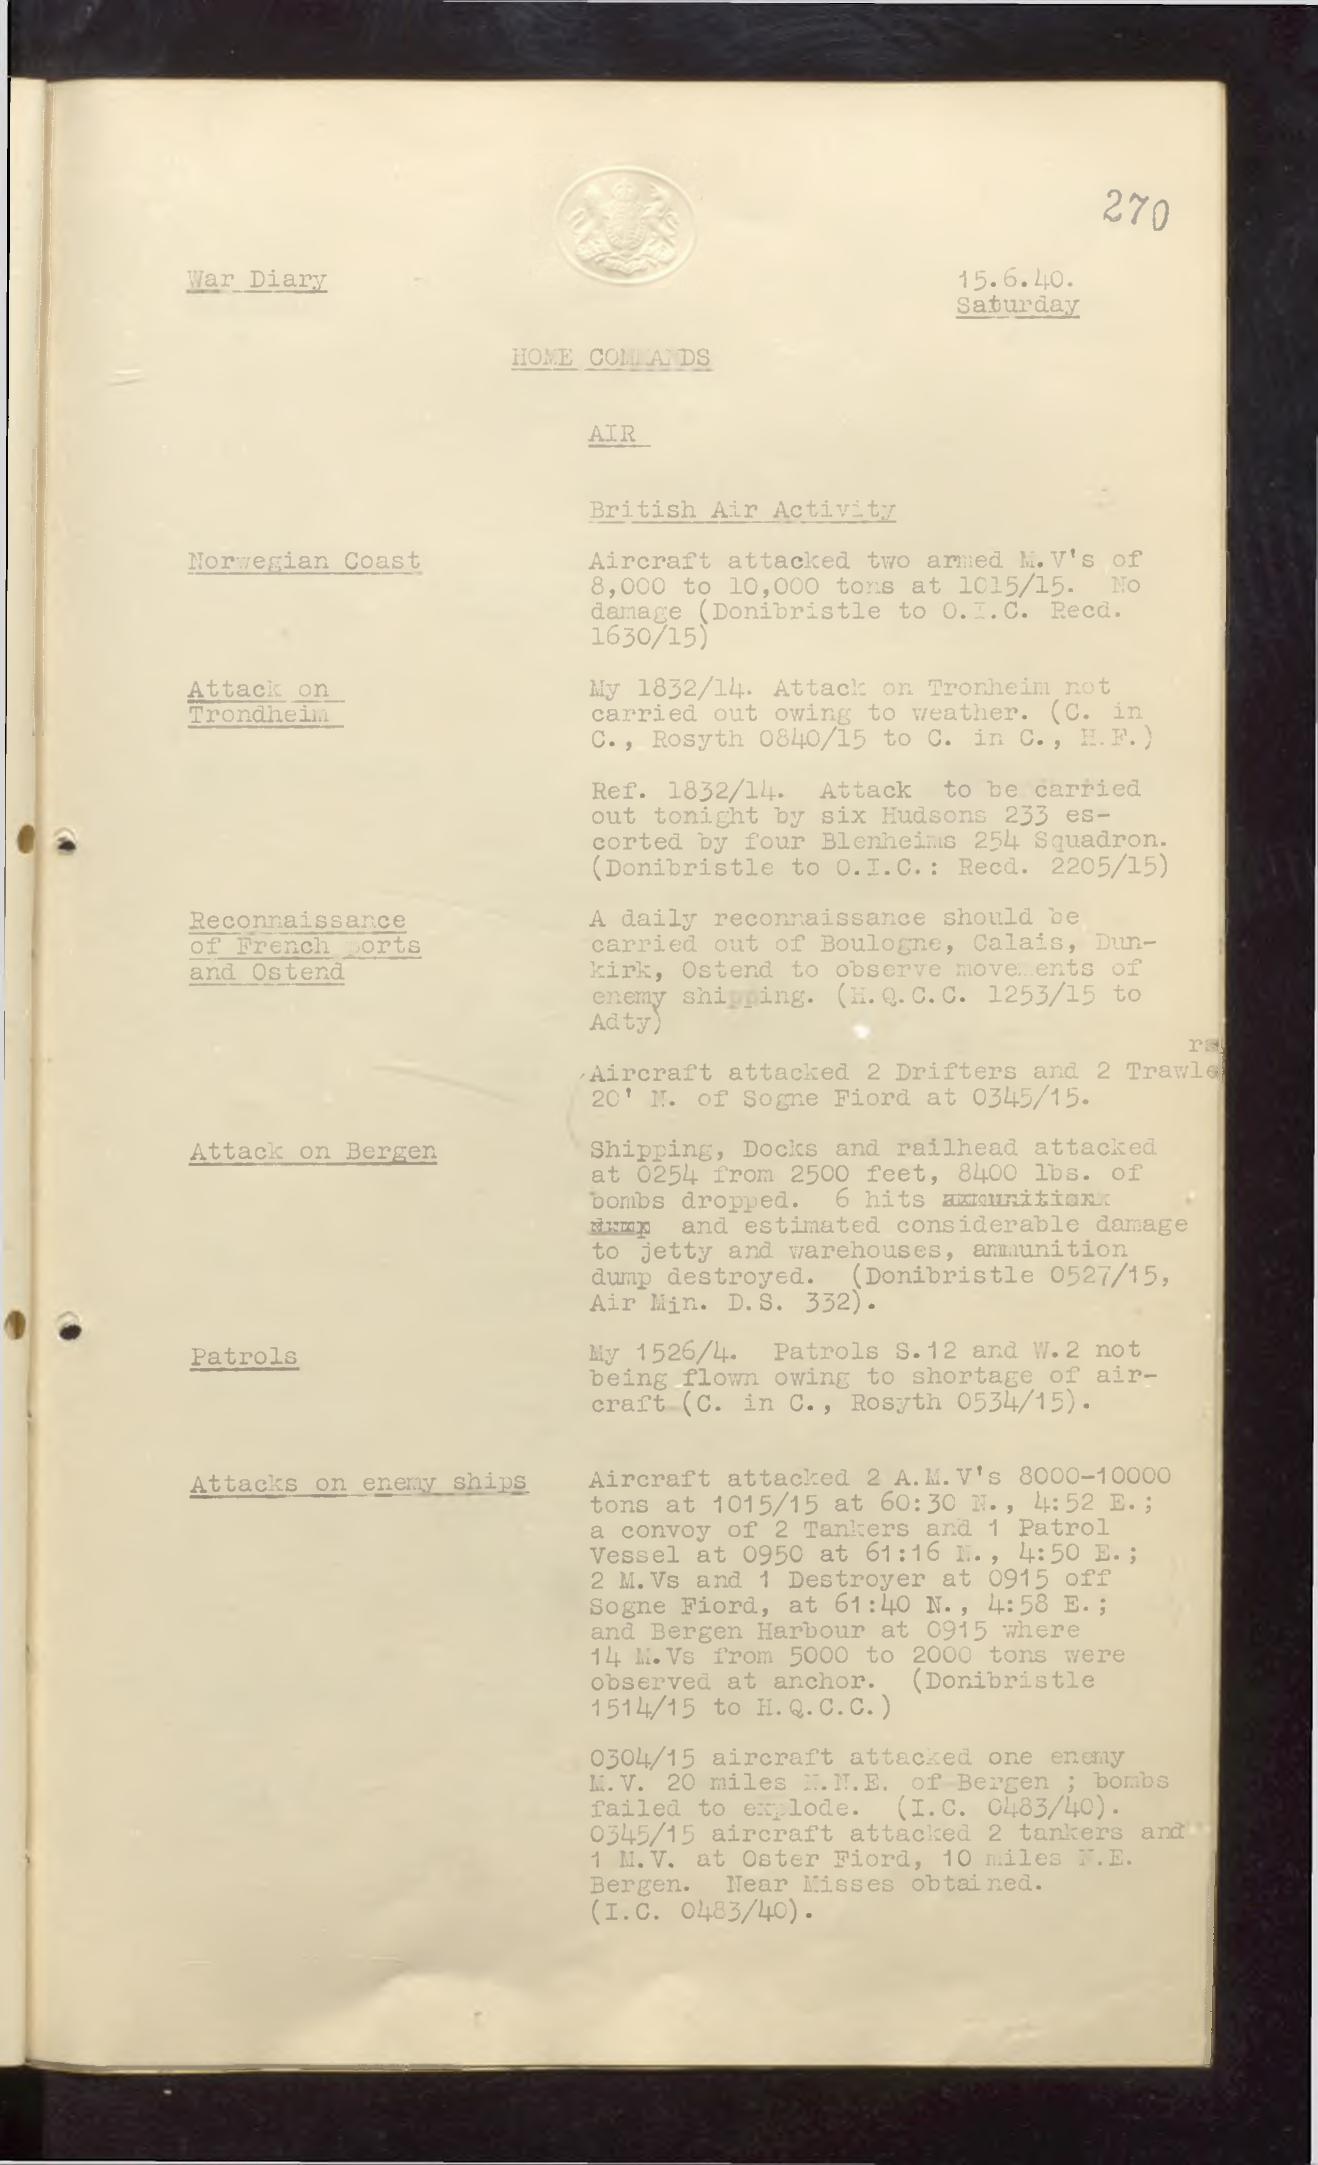 270
War Diary
15.6.40.
Saturday
HOME COMMANDS
AIR
British Air Activity
Norwegian Coast
Aircraft attacked two armed M.V's of
8,000 to 10,000 tons at 1015/15. No
damage (Donibristle to O.I.C. Recd.
1630/15)
Attack on
Trondheim
My 1832/14. Attack on Tronheim not
carried out owing to weather. (C. in
C., Rosyth 0840/15 to C. in C., H.F.)
Ref. 1832/14. Attack to be carried
out tonight by six Hudsons 233 es-
corted by four Blenheims 254 Squadron.
(Donibristle to O.I.C.: Recd. 2205/15)
Reconnaissance
of French ports
and Ostend
A daily reconnaissance should be
carried out of Boulogne, Calais, Dun-
kirk, Ostend to observe movements of
enemy shipping. (H.Q.C.C. 1253/15 to
Adty)
rs
Aircraft attacked 2 Drifters and 2 Trawle
20' N. of Sogne Fiord at 0345/15.
Attack on Bergen
Shipping, Docks and railhead attacked
at 0254 from 2500 feet, 8400 lbs. of
bombs dropped. 6 hits ammunition
dump and estimated considerable damage
to jetty and warehouses, ammunition
dump destroyed. (Donibristle 0527/15,
Air Min. D.S. 332).
Patrols
My 1526/4. Patrols S.12 and W.2 not
being flown owing to shortage of air-
craft (C. in C., Rosyth 0534/15).
Attacks on enemy ships
Aircraft attacked 2 A.M.V's 8000-10000
tons at 1015/15 at 60:30 N., 4:52 E.;
a convoy of 2 Tankers and 1 Patrol
Vessel at 0950 at 61:16 N., 4:50 E.;
2 M.Vs and 1 Destroyer at 0915 off
Sogne Fiord, at 61:40 N., 4:58 E.;
and Bergen Harbour at 0915 where
14 M.Vs from 5000 to 2000 tons were
observed at anchor. (Donibristle
1514/15 to H.Q.C.C.)
0304/15 aircraft attacked one enemy
M.V. 20 miles N.N.E. of Bergen ; bombs
failed to explode. (I.C. 0483/40).
0345/15 aircraft attacked 2 tankers and
1 M.V. at Oster Fiord, 10 miles N.E.
Bergen. Near Misses obtained.
(I.C. 0483/40).